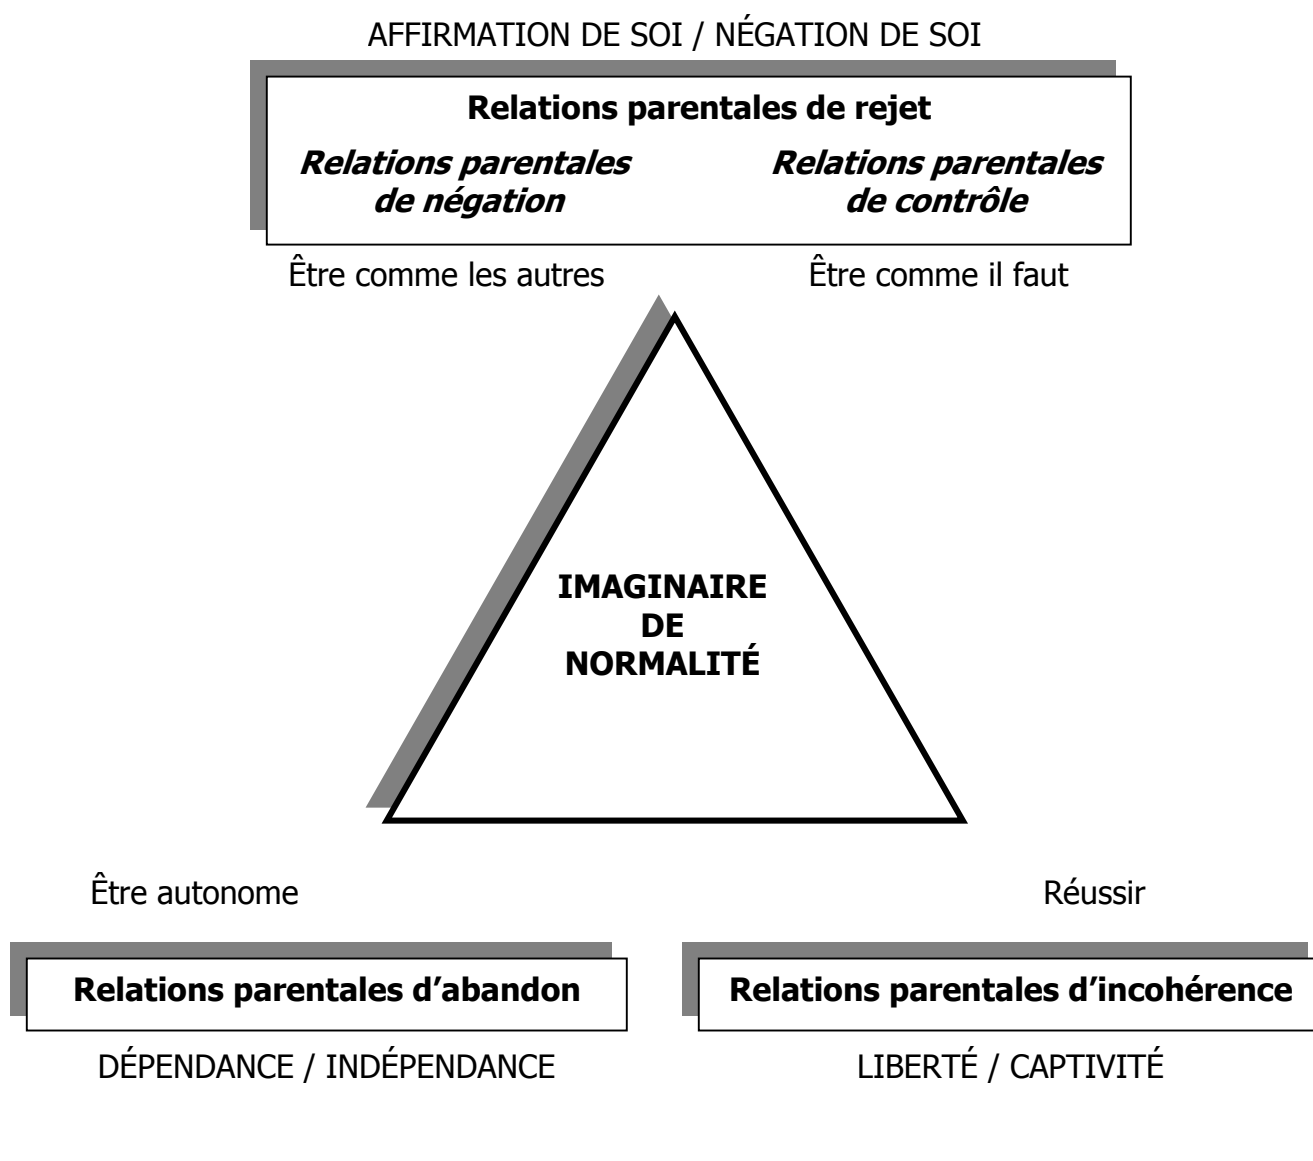 AFFIRMATION DE SOI / NÉGATION DE SOI
Relations parentales de rejet
Relations parentales de négation
Relations parentales de contrôle
Être comme les autres
Être comme il faut
IMAGINAIRE
DE
NORMALITÉ
Être autonome
Réussir
Relations parentales d’abandon
Relations parentales d’incohérence
DÉPENDANCE / INDÉPENDANCE
LIBERTÉ / CAPTIVITÉ